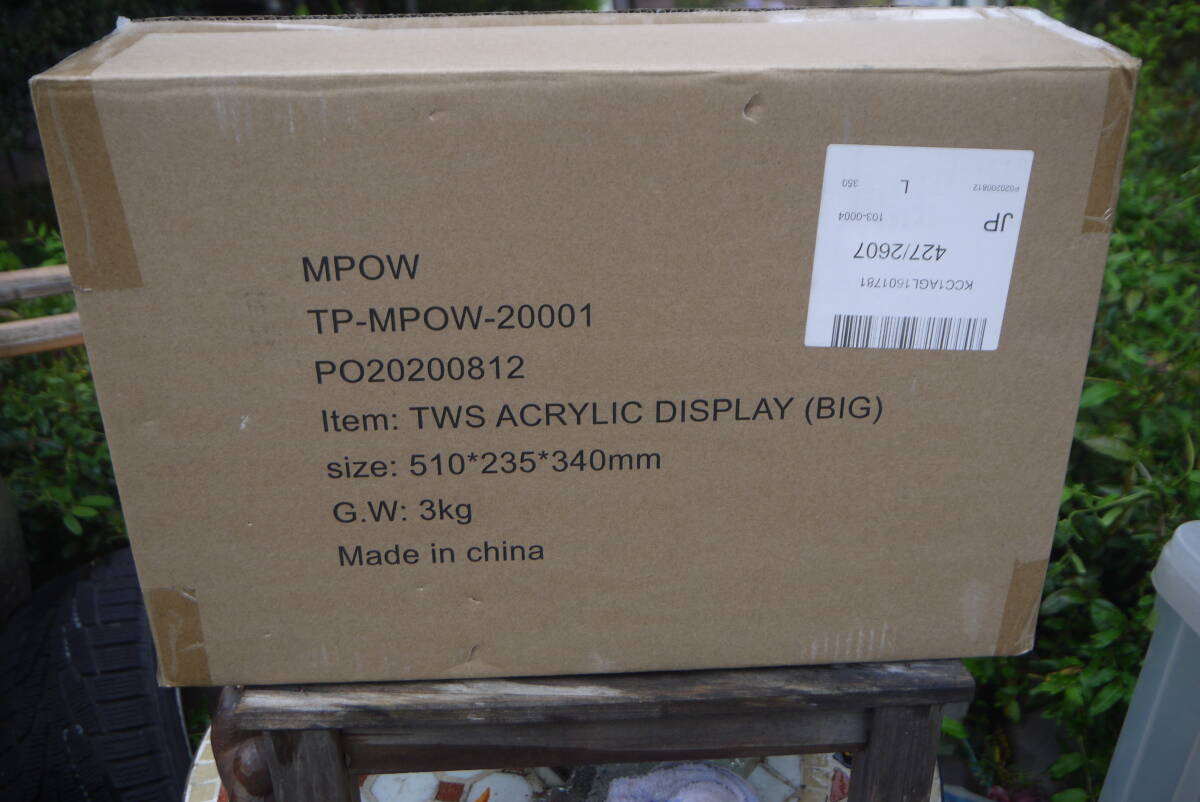 MPOW
TP-MPOW-20001
PO20200812
Item: TWS ACRYLIC DISPLAY (BIG)
size: 510*235*340mm
G.W: 3kg
Made in china
KCC1AGL1601781
427/2607
JP 103-0004
PO20200812 L 350